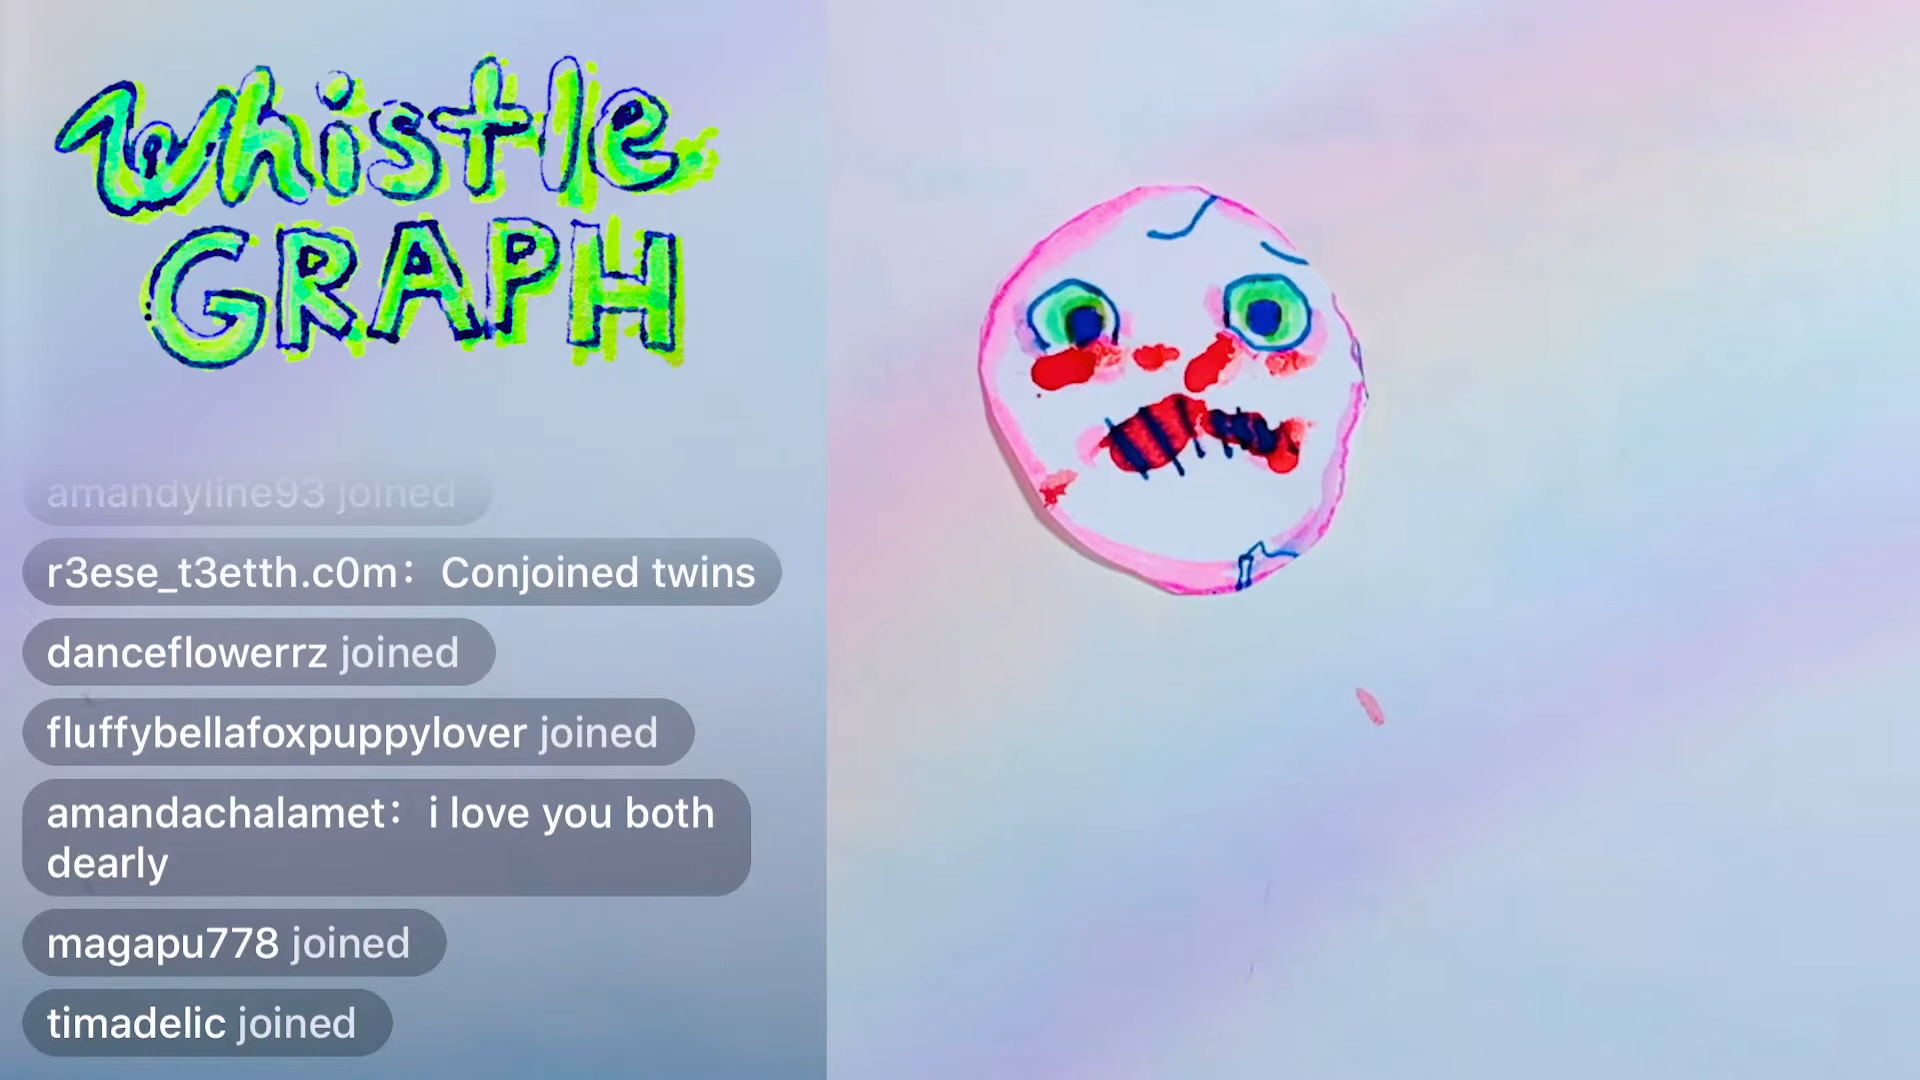 Whistle
GRAPH
amandyline93 joined
r3ese_t3etth.c0m: Conjoined twins
danceflowerrz joined
fluffybellafoxpuppylover joined
amandachalamet: i love you both
dearly
magapu778 joined
timadelic joined